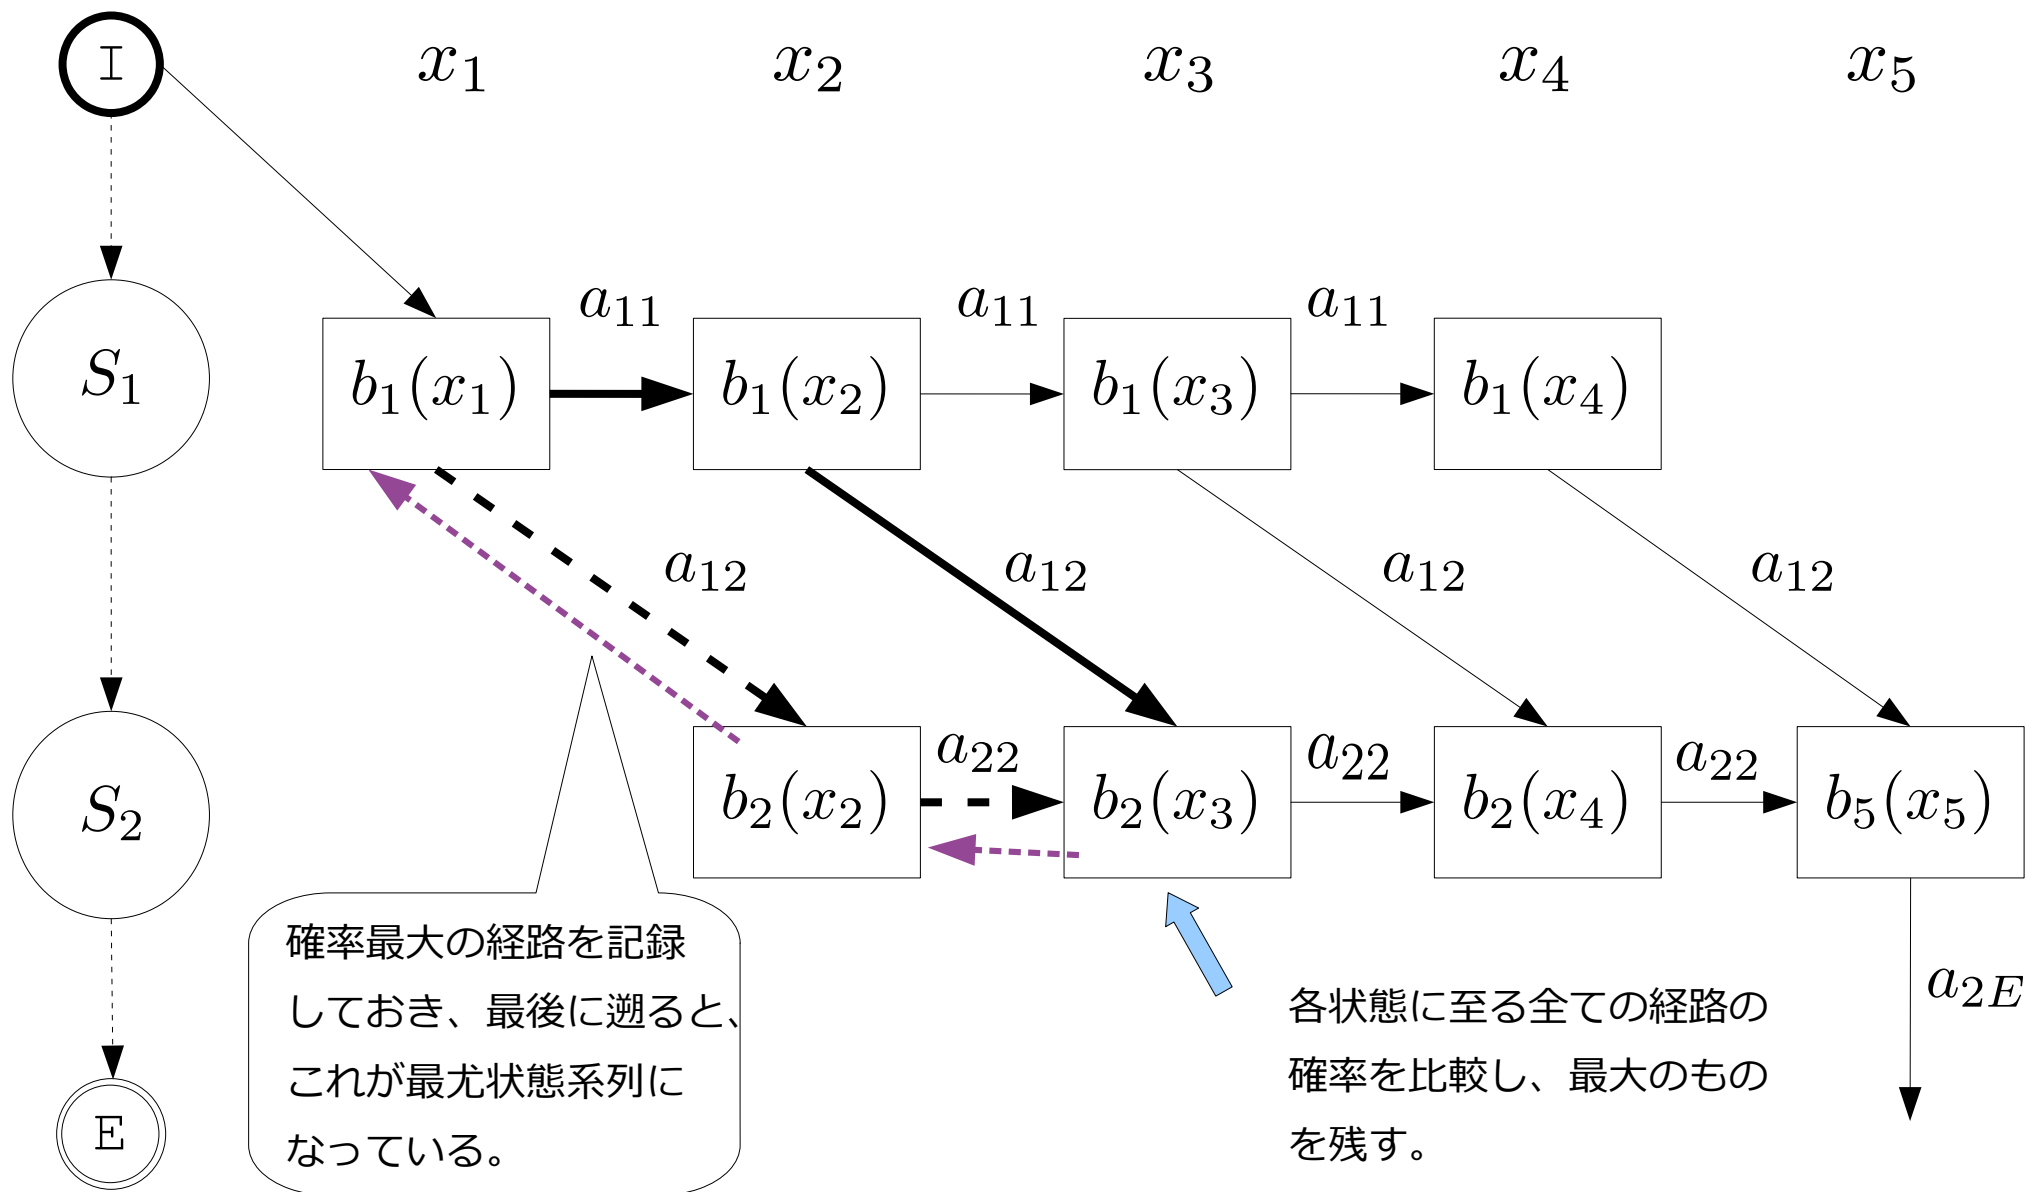 I x₁ x₂ x₃ x₄ x₅
a₁₁ a₁₁ a₁₁
S₁ b₁(x₁) b₁(x₂) b₁(x₃) b₁(x₄)
a₁₂ a₁₂ a₁₂ a₁₂
a₂₂ a₂₂ a₂₂
S₂ b₂(x₂) b₂(x₃) b₂(x₄) b₅(x₅)
a₂E
確率最大の経路を記録
しておき、最後に遡ると、
これが最尤状態系列に
なっている。
各状態に至る全ての経路の
確率を比較し、最大のもの
を残す。
E